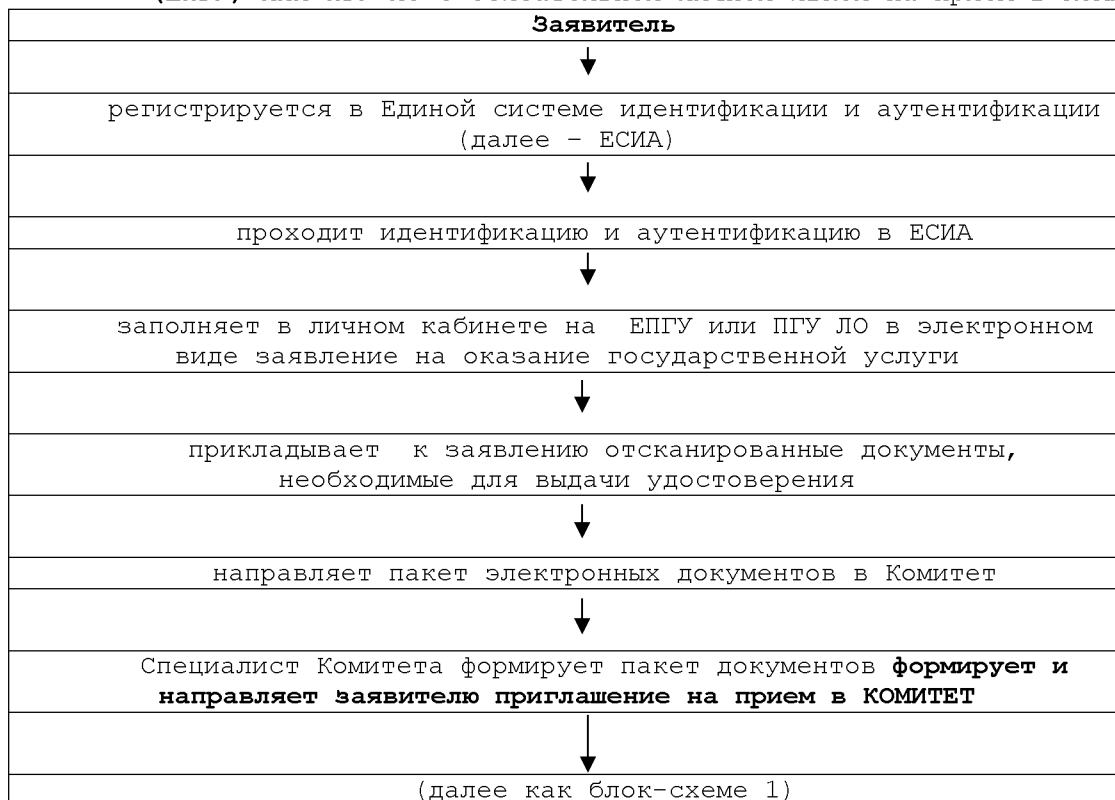 Заявитель
регистрируется в Единой системе идентификации и аутентификации
(далее – ЕСИА)
проходит идентификацию и аутентификацию в ЕСИА
заполняет в личном кабинете на ЕПГУ или ПГУ ЛО в электронном
виде заявление на оказание государственной услуги
прикладывает к заявлению отсканированные документы,
необходимые для выдачи удостоверения
направляет пакет электронных документов в Комитет
Специалист Комитета формирует пакет документов формирует и
направляет заявителю приглашение на прием в КОМИТЕТ
(далее как блок-схеме 1)